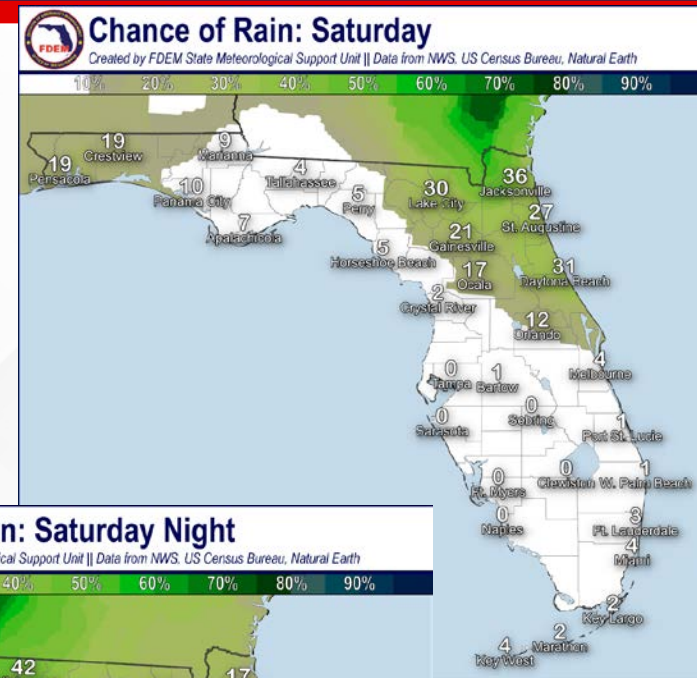 Chance of Rain: Saturday
FDEM
Created by FDEM State Meteorological Support Unit || Data from NWS, US Census Bureau, Natural Earth
10% 20% 30% 40% 50% 60% 70% 80% 90%
19
Crestview
19
Pensacola
9
Marianna
10
Panama City
4
Tallahassee
7
Apalachicola
5
Perry
5
Horseshoe Beach
30
Lake City
36
Jacksonville
27
St. Augustine
21
Gainesville
17
Ocala
31
Daytona Beach
2
Crystal River
12
Orlando
4
Melbourne
0
Tampa
1
Bartow
0
Sebring
0
Sarasota
1
Port St. Lucie
0
Ft. Myers
0
Clewiston
1
W. Palm Beach
0
Naples
3
Ft. Lauderdale
4
Miami
2
Key Largo
2
Marathon
4
Key West
n: Saturday Night
ical Support Unit || Data from NWS, US Census Bureau, Natural Earth
40% 50% 60% 70% 80% 90%
42
17